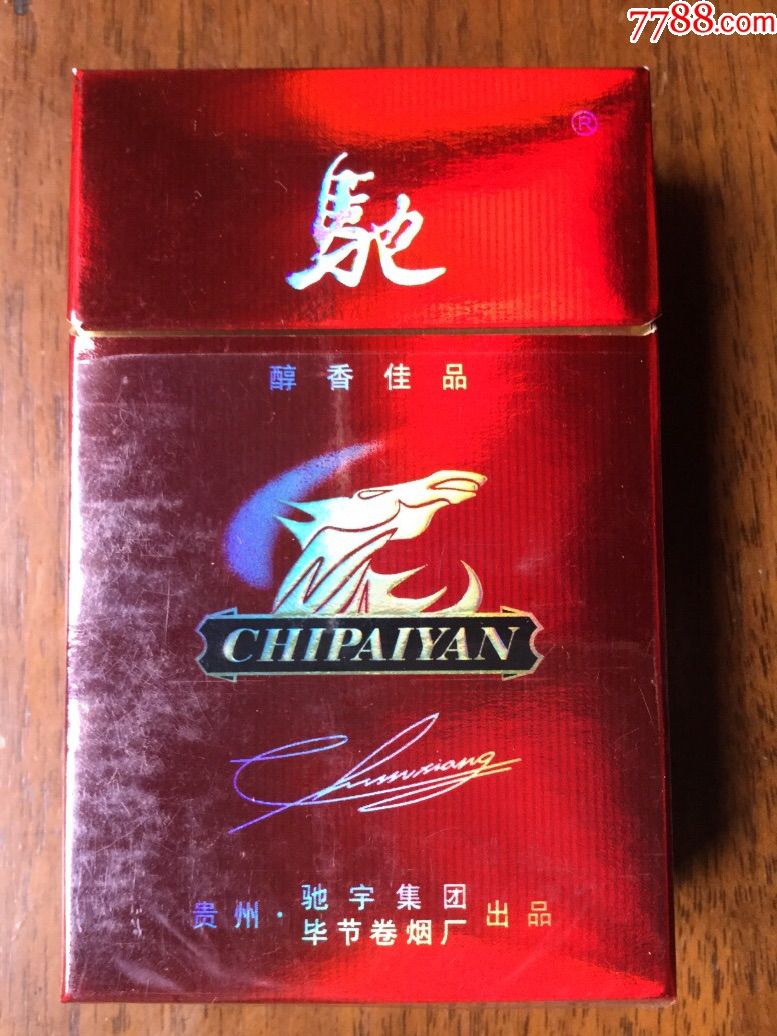 7788.com
®
馳
醇香佳品
CHIPAIYAN
Chunxiang
贵州·驰宇集团
毕节卷烟厂出品